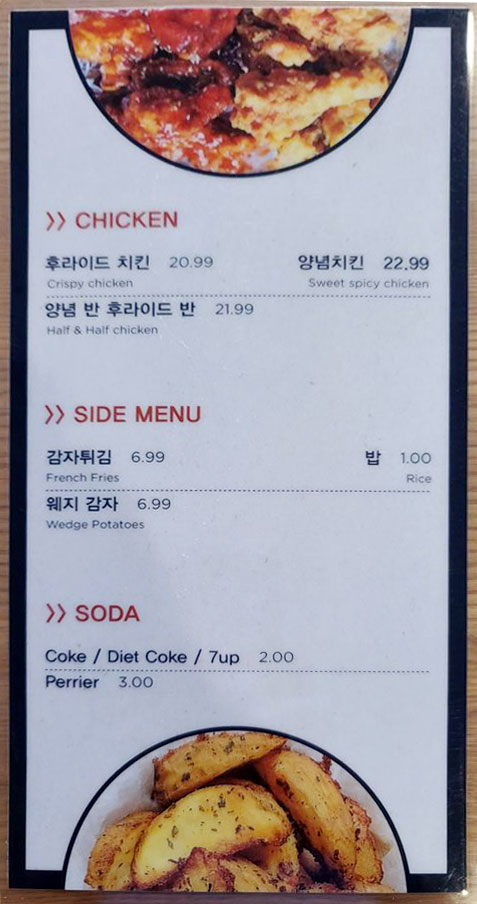 >> CHICKEN
후라이드 치킨 20.99 양념치킨 22.99
Crispy chicken Sweet spicy chicken
양념 반 후라이드 반 21.99
Half & Half chicken
>> SIDE MENU
감자튀김 6.99 밥 1.00
French Fries Rice
웨지 감자 6.99
Wedge Potatoes
>> SODA
Coke / Diet Coke / 7up 2.00
Perrier 3.00